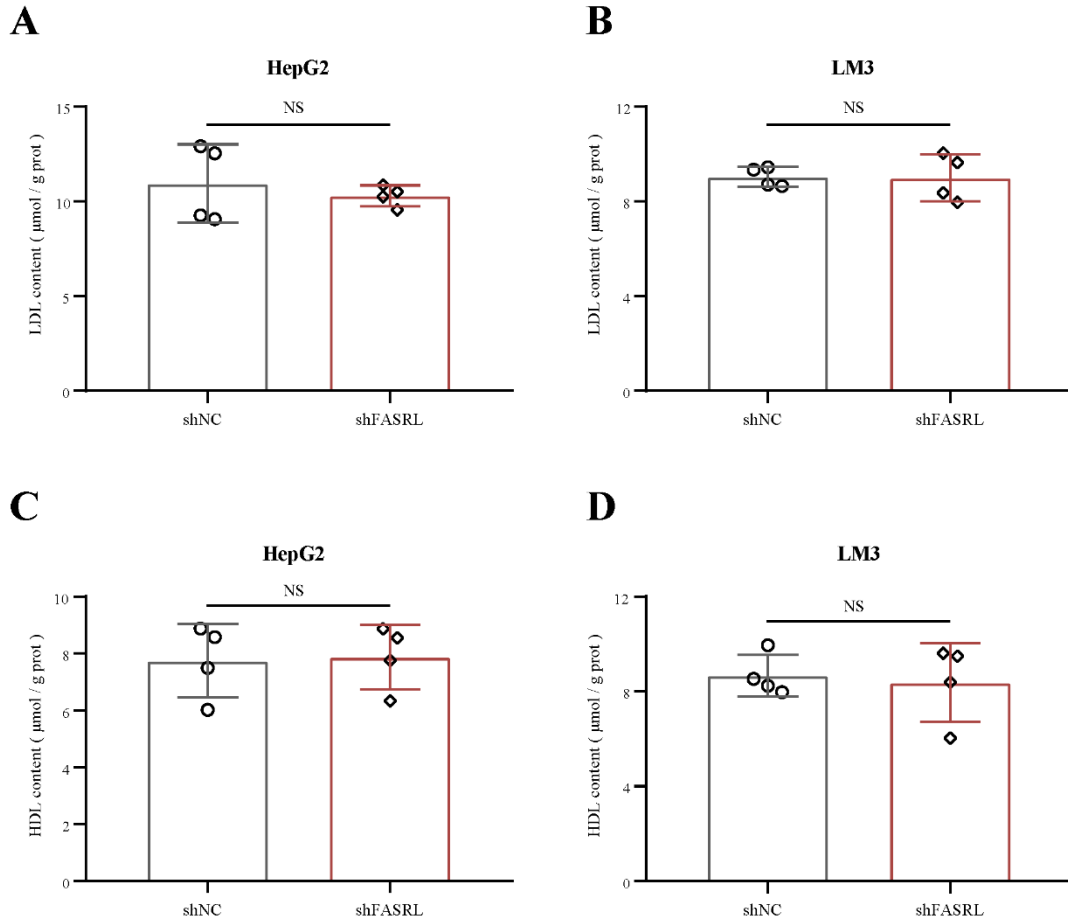 A
HepG2
NS
LDL content ( µmol / g prot )
15
10
5
0
shNC
shFASRL
B
LM3
NS
LDL content ( µmol / g prot )
12
8
4
0
shNC
shFASRL
C
HepG2
NS
HDL content ( µmol / g prot )
10
8
6
4
2
0
shNC
shFASRL
D
LM3
NS
HDL content ( µmol / g prot )
12
8
4
0
shNC
shFASRL